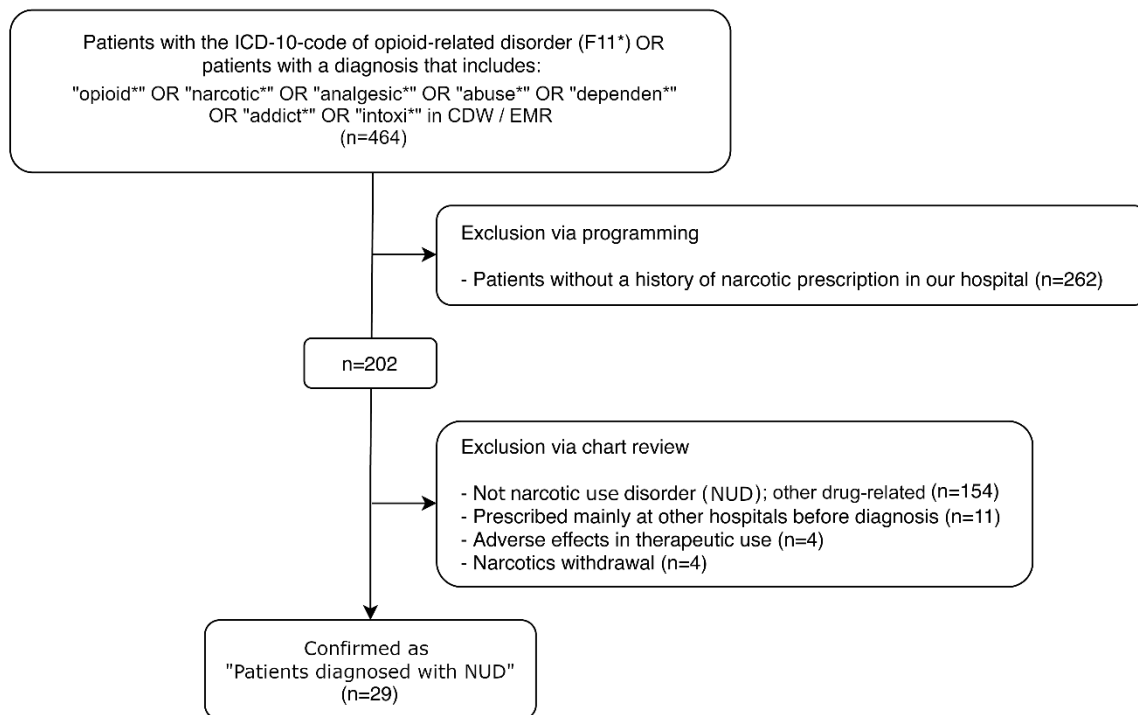 Patients with the ICD-10-code of opioid-related disorder (F11*) OR
patients with a diagnosis that includes:
"opioid*" OR "narcotic*" OR "analgesic*" OR "abuse*" OR "dependen*"
OR "addict*" OR "intoxi*" in CDW / EMR
(n=464)
Exclusion via programming
- Patients without a history of narcotic prescription in our hospital (n=262)
n=202
Exclusion via chart review
- Not narcotic use disorder (NUD); other drug-related (n=154)
- Prescribed mainly at other hospitals before diagnosis (n=11)
- Adverse effects in therapeutic use (n=4)
- Narcotics withdrawal (n=4)
Confirmed as
"Patients diagnosed with NUD"
(n=29)